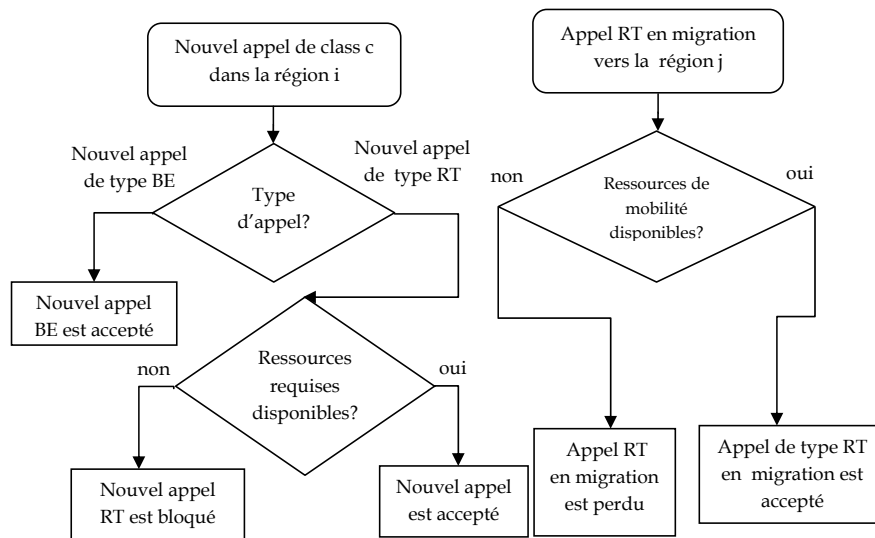 Nouvel appel de class c
dans la région i
Nouvel appel
de type BE
Nouvel appel
de type RT
Type
d'appel?
Nouvel appel
BE est accepté
non
Ressources
requises
disponibles?
oui
Nouvel appel
RT est bloqué
Nouvel appel
est accepté
Appel RT en migration
vers la région j
non
Ressources de
mobilité
disponibles?
oui
Appel RT
en migration
est perdu
Appel de type RT
en migration est
accepté